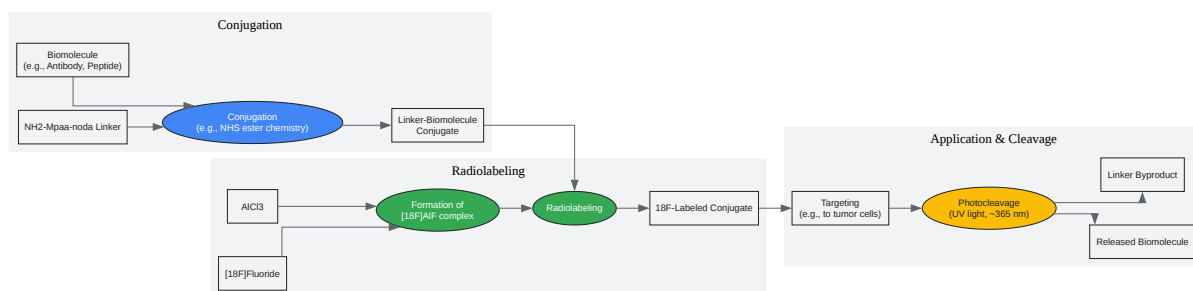 Conjugation
Biomolecule
(e.g., Antibody, Peptide)
NH2-Mpaa-noda Linker
Conjugation
(e.g., NHS ester chemistry)
Linker-Biomolecule
Conjugate
Radiolabeling
AlCl3
Formation of
[18F]AlF complex
Radiolabeling
18F-Labeled Conjugate
[18F]Fluoride
Application & Cleavage
Targeting
(e.g., to tumor cells)
Photocleavage
(UV light, ~365 nm)
Linker Byproduct
Released Biomolecule